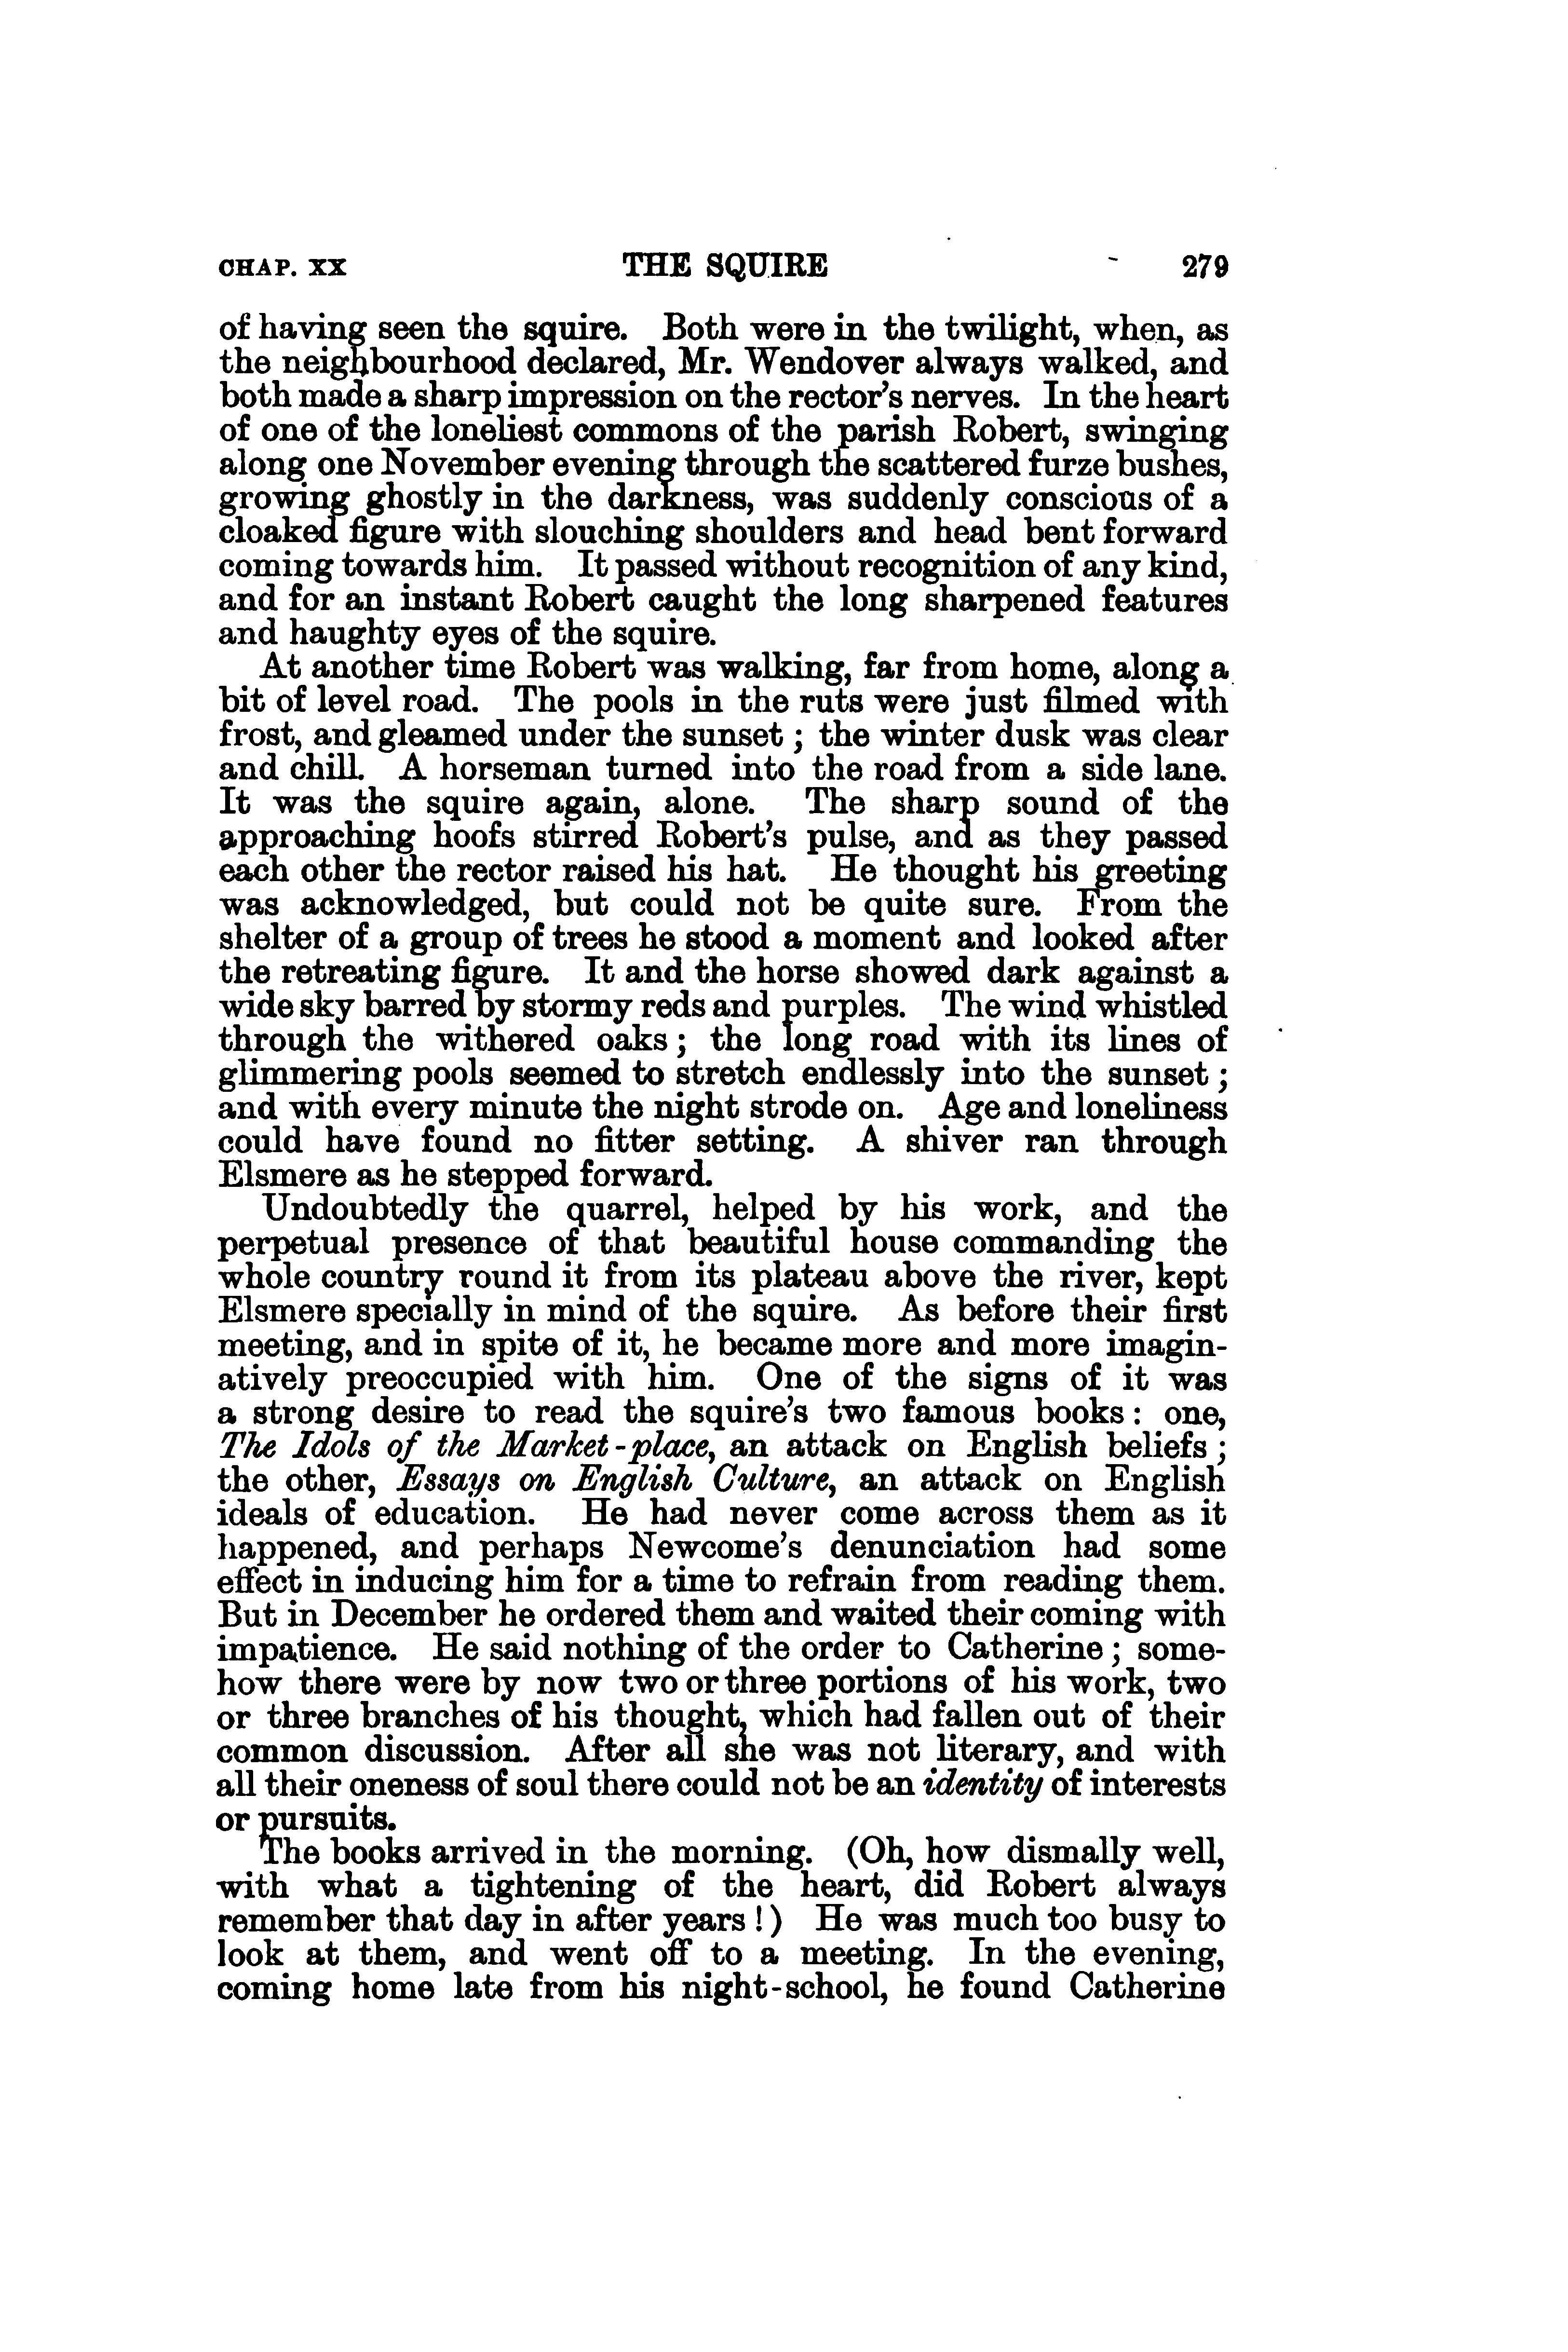 CHAP. XX THE SQUIRE 279
of having seen the squire. Both were in the twilight, when, as
the neighbourhood declared, Mr. Wendover always walked, and
both made a sharp impression on the rector's nerves. In the heart
of one of the loneliest commons of the parish Robert, swinging
along one November evening through the scattered furze bushes,
growing ghostly in the darkness, was suddenly conscious of a
cloaked figure with slouching shoulders and head bent forward
coming towards him. It passed without recognition of any kind,
and for an instant Robert caught the long sharpened features
and haughty eyes of the squire.
At another time Robert was walking, far from home, along a
bit of level road. The pools in the ruts were just filmed with
frost, and gleamed under the sunset; the winter dusk was clear
and chill. A horseman turned into the road from a side lane.
It was the squire again, alone. The sharp sound of the
approaching hoofs stirred Robert's pulse, and as they passed
each other the rector raised his hat. He thought his greeting
was acknowledged, but could not be quite sure. From the
shelter of a group of trees he stood a moment and looked after
the retreating figure. It and the horse showed dark against a
wide sky barred by stormy reds and purples. The wind whistled
through the withered oaks; the long road with its lines of
glimmering pools seemed to stretch endlessly into the sunset;
and with every minute the night strode on. Age and loneliness
could have found no fitter setting. A shiver ran through
Elsmere as he stepped forward.
Undoubtedly the quarrel, helped by his work, and the
perpetual presence of that beautiful house commanding the
whole country round it from its plateau above the river, kept
Elsmere specially in mind of the squire. As before their first
meeting, and in spite of it, he became more and more imagin-
atively preoccupied with him. One of the signs of it was
a strong desire to read the squire's two famous books: one,
The Idols of the Market-place, an attack on English beliefs;
the other, Essays on English Culture, an attack on English
ideals of education. He had never come across them as it
happened, and perhaps Newcome's denunciation had some
effect in inducing him for a time to refrain from reading them.
But in December he ordered them and waited their coming with
impatience. He said nothing of the order to Catherine; some-
how there were by now two or three portions of his work, two
or three branches of his thought, which had fallen out of their
common discussion. After all she was not literary, and with
all their oneness of soul there could not be an identity of interests
or pursuits.
The books arrived in the morning. (Oh, how dismally well,
with what a tightening of the heart, did Robert always
remember that day in after years!) He was much too busy to
look at them, and went off to a meeting. In the evening,
coming home late from his night-school, he found Catherine